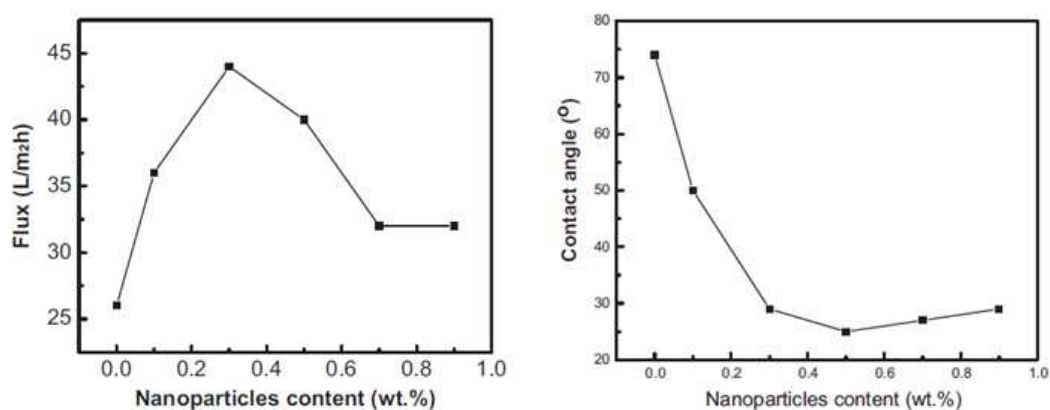 45
40
35
30
25
Flux (L/m2h)
0.0 0.2 0.4 0.6 0.8 1.0
Nanoparticles content (wt.%)
80
70
60
50
40
30
20
Contact angle (º)
0.0 0.2 0.4 0.6 0.8 1.0
Nanoparticles content (wt.%)